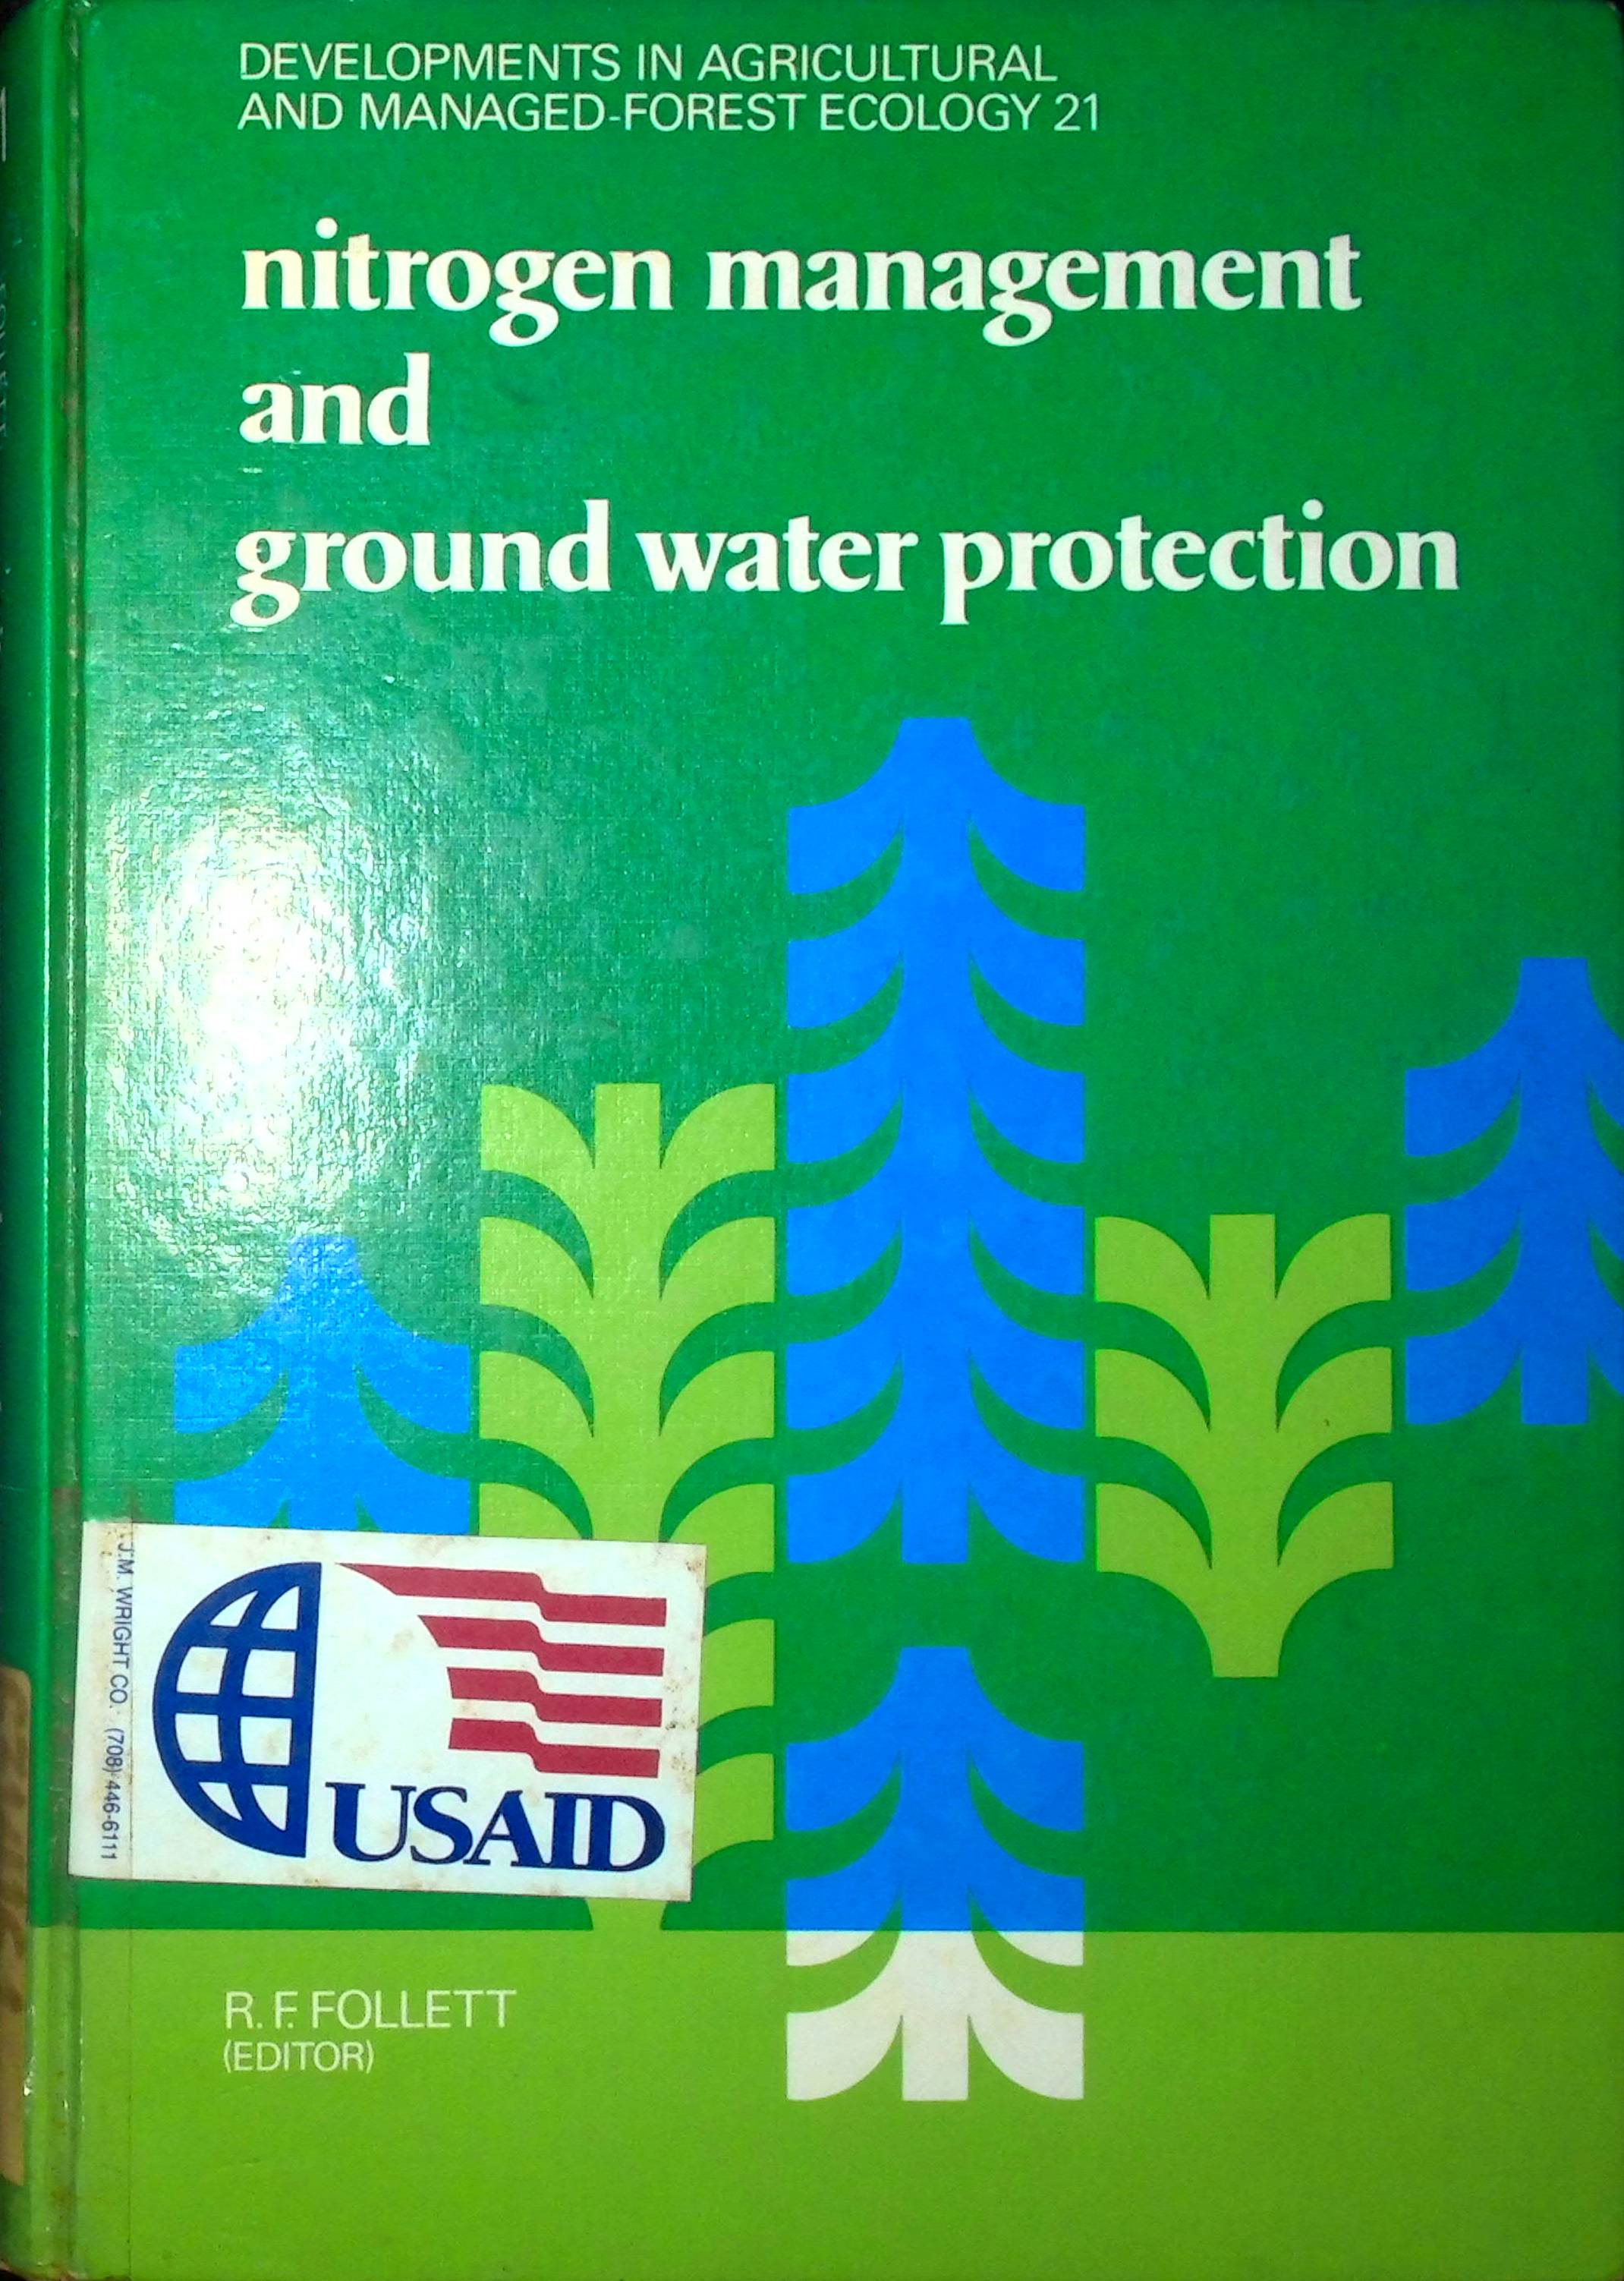 DEVELOPMENTS IN AGRICULTURAL
AND MANAGED-FOREST ECOLOGY 21
nitrogen management
and
ground water protection
J.M. WRIGHT CO. (708) 446-6111
USAID
R. F. FOLLETT
(EDITOR)